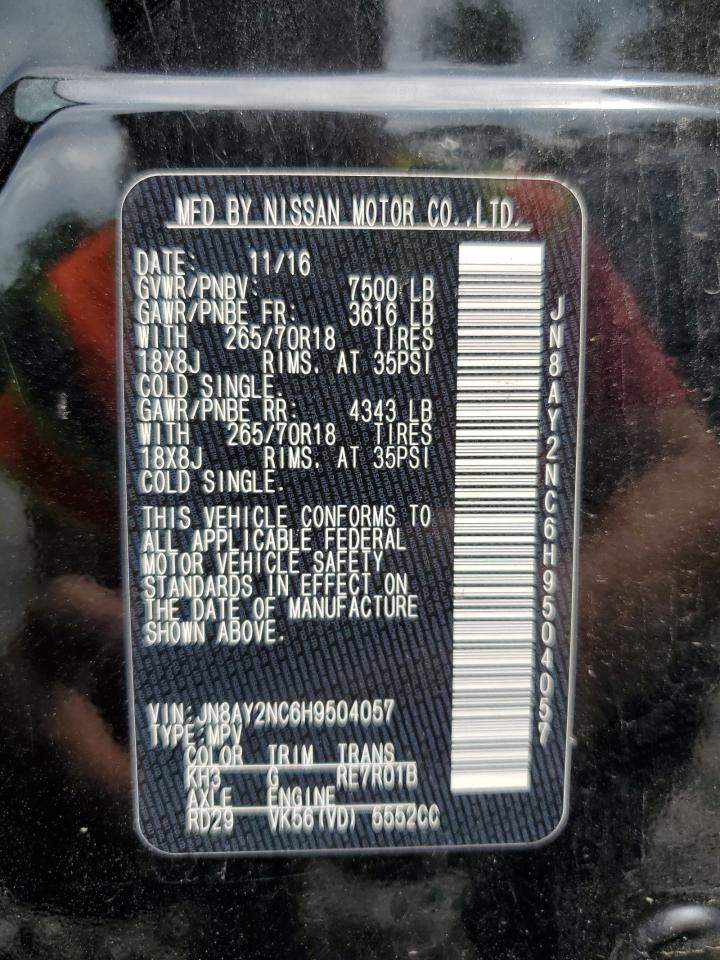 MFD BY NISSAN MOTOR CO.,LTD.
DATE: 11/16
GVWR/PNBV: 7500 LB
GAWR/PNBE FR: 3616 LB
WITH 265/70R18 TIRES
18X8J RIMS. AT 35PSI
COLD SINGLE.
GAWR/PNBE RR: 4343 LB
WITH 265/70R18 TIRES
18X8J RIMS. AT 35PSI
COLD SINGLE.
THIS VEHICLE CONFORMS TO
ALL APPLICABLE FEDERAL
MOTOR VEHICLE SAFETY
STANDARDS IN EFFECT ON
THE DATE OF MANUFACTURE
SHOWN ABOVE.
VIN:JN8AY2NC6H9504057
TYPE:MPV
COLOR TRIM TRANS
KH3 G RE7R01B
AXLE ENGINE
RD29 VK56(VD) 5552CC
JN8AY2NC6H9504057